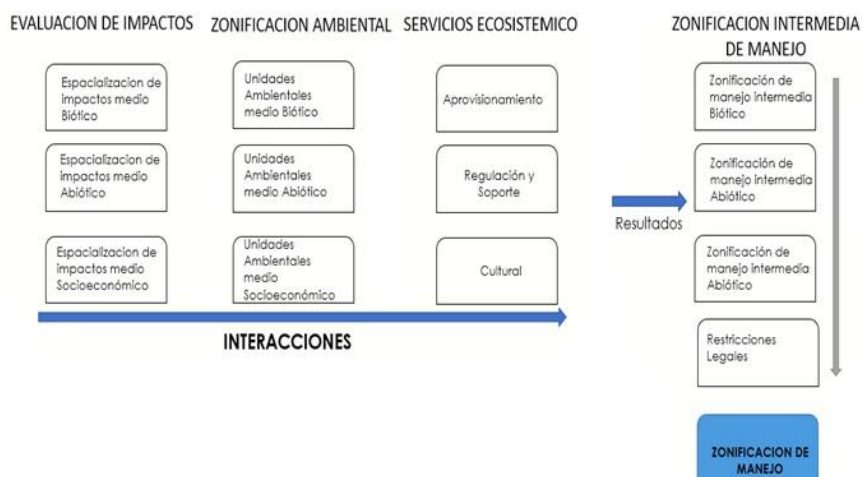 EVALUACION DE IMPACTOS
ZONIFICACION AMBIENTAL
SERVICIOS ECOSISTEMICO
ZONIFICACION INTERMEDIA
DE MANEJO
Espacialización de
impactos medio
Biótico
Unidades
Ambientales
medio Biótico
Aprovisionamiento
Zonificación de
manejo intermedia
Biótico
Espacialización de
impactos medio
Abiótico
Unidades
Ambientales
medio Abiótico
Regulación y
Soporte
Resultados
Zonificación de
manejo intermedia
Abiótico
Espacialización de
impactos medio
Socioeconómico
Unidades
Ambientales
medio
Socioeconómico
Cultural
Zonificación de
manejo intermedia
Abiótico
INTERACCIONES
Restricciones
Legales
ZONIFICACION DE
MANEJO